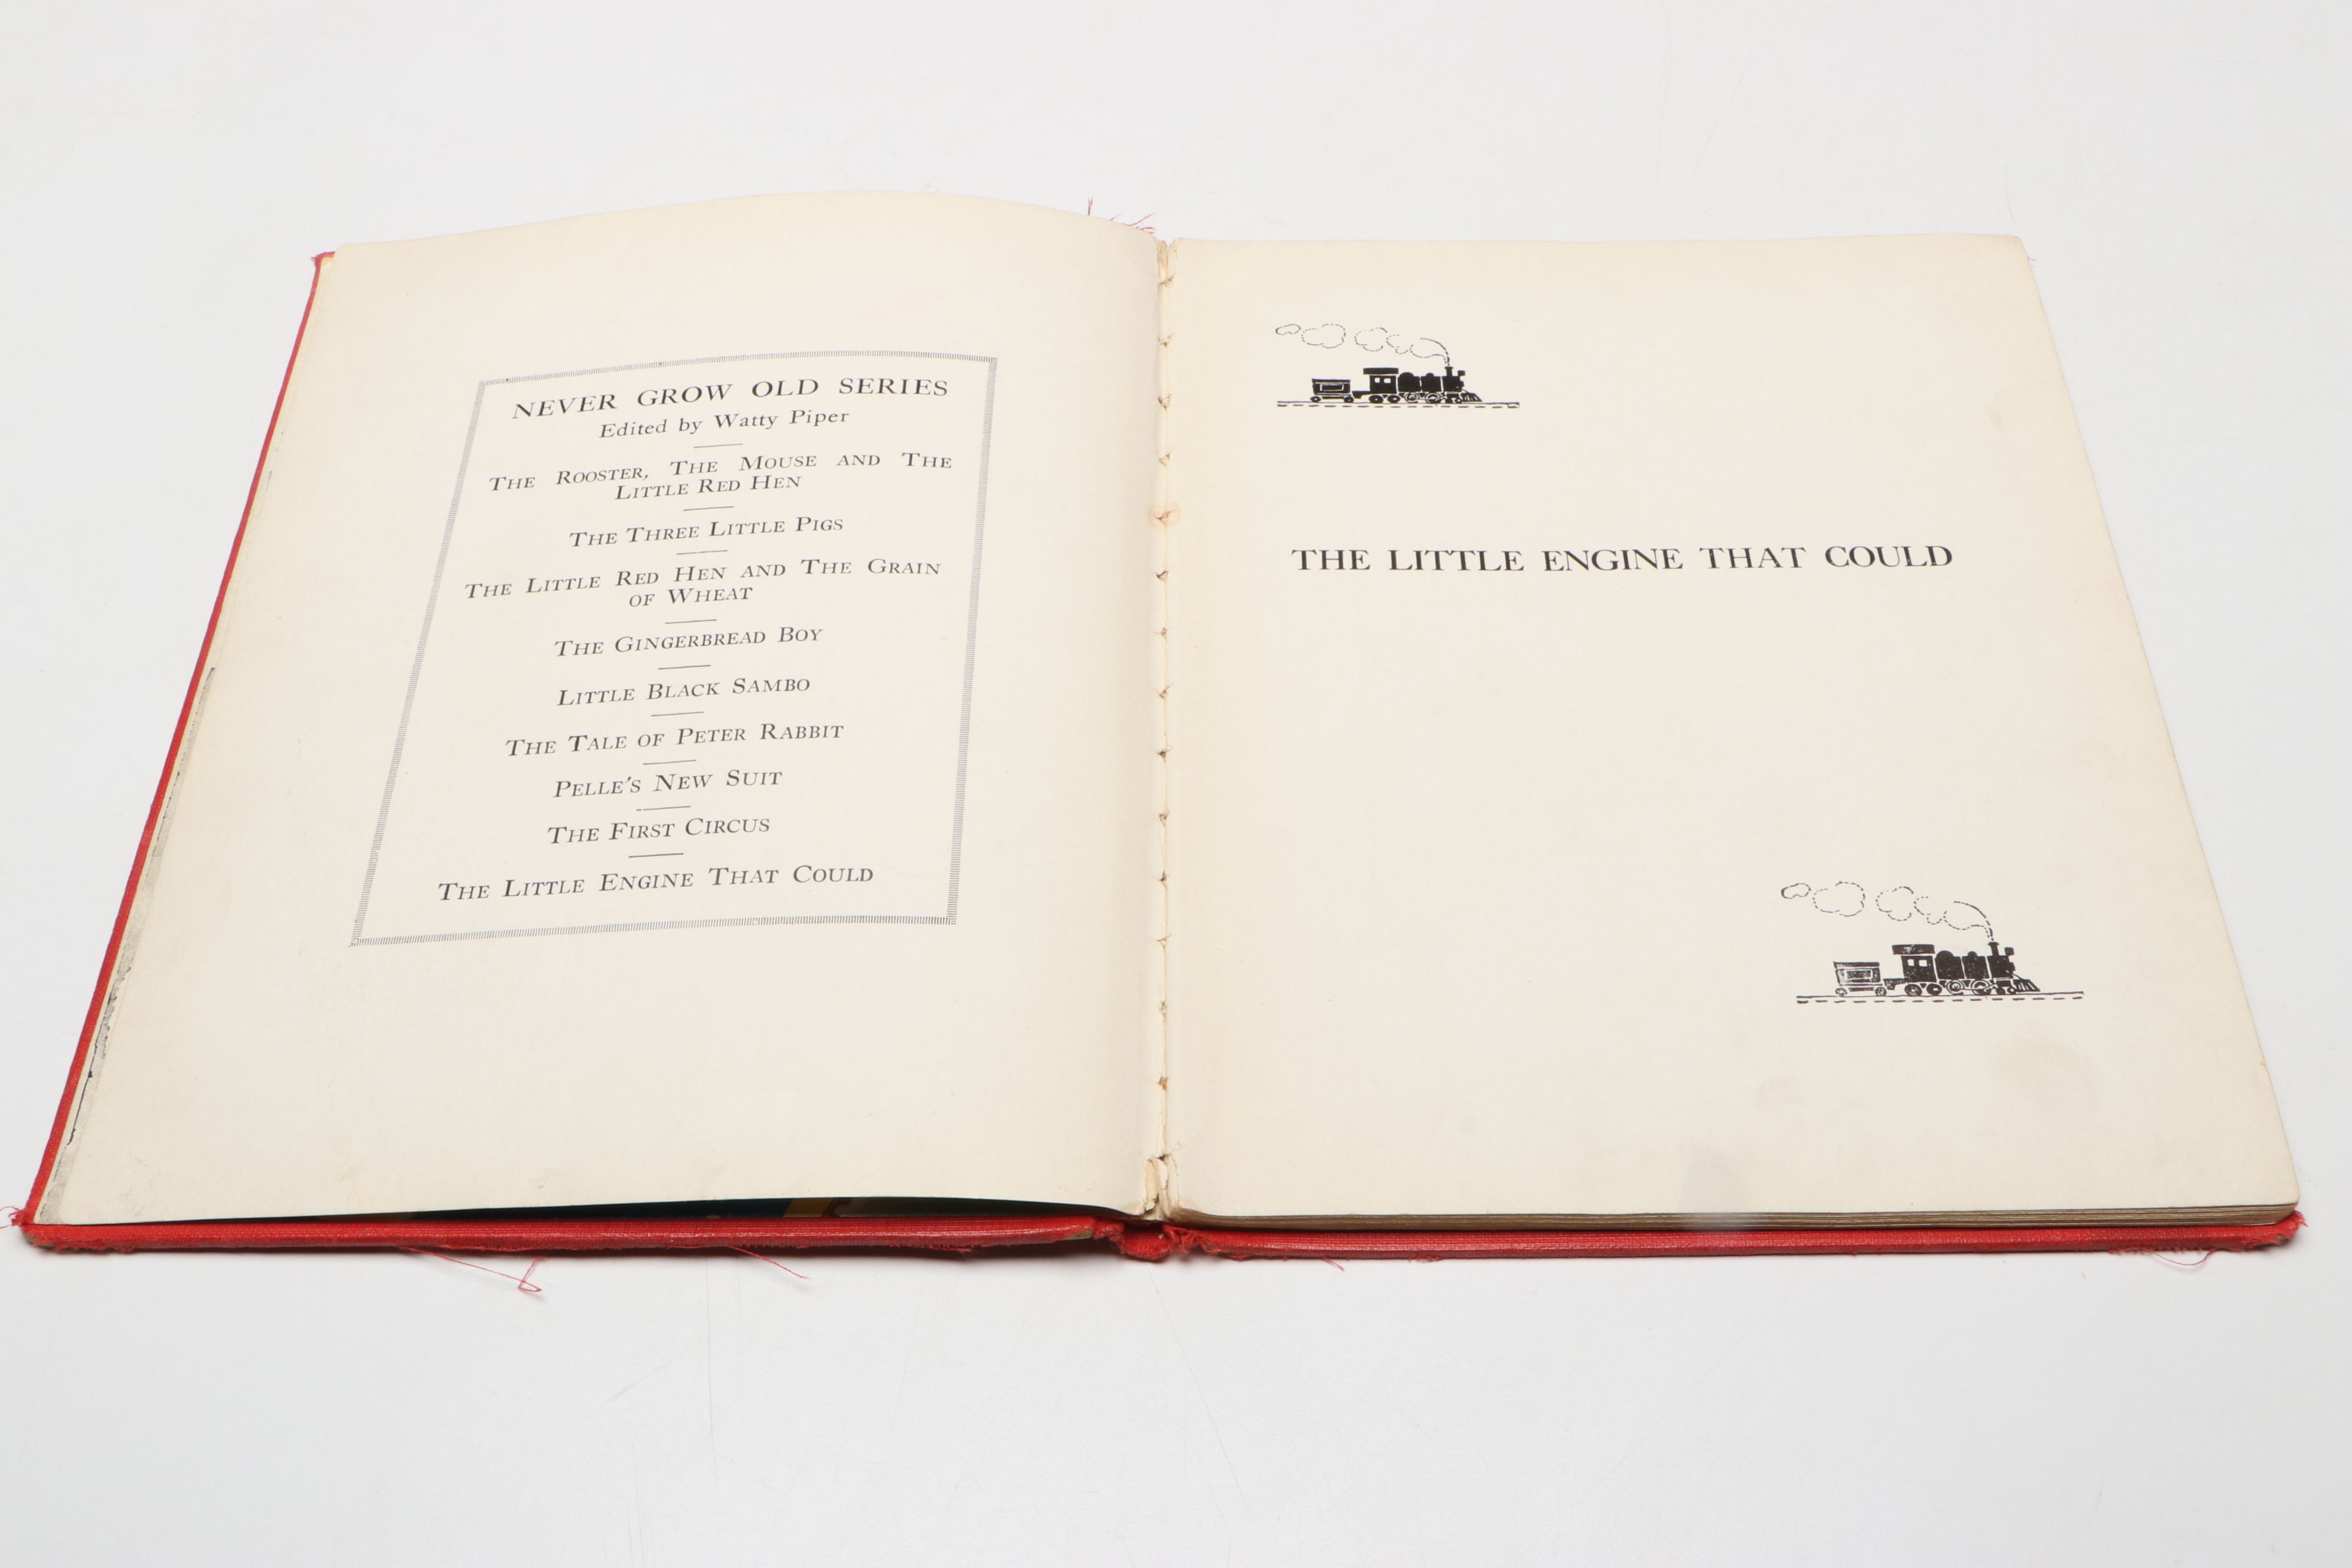 NEVER GROW OLD SERIES
Edited by Watty Piper
THE ROOSTER, THE MOUSE AND THE
LITTLE RED HEN
THE THREE LITTLE PIGS
THE LITTLE RED HEN AND THE GRAIN
OF WHEAT
THE GINGERBREAD BOY
LITTLE BLACK SAMBO
THE TALE OF PETER RABBIT
PELLE'S NEW SUIT
THE FIRST CIRCUS
THE LITTLE ENGINE THAT COULD
THE LITTLE ENGINE THAT COULD